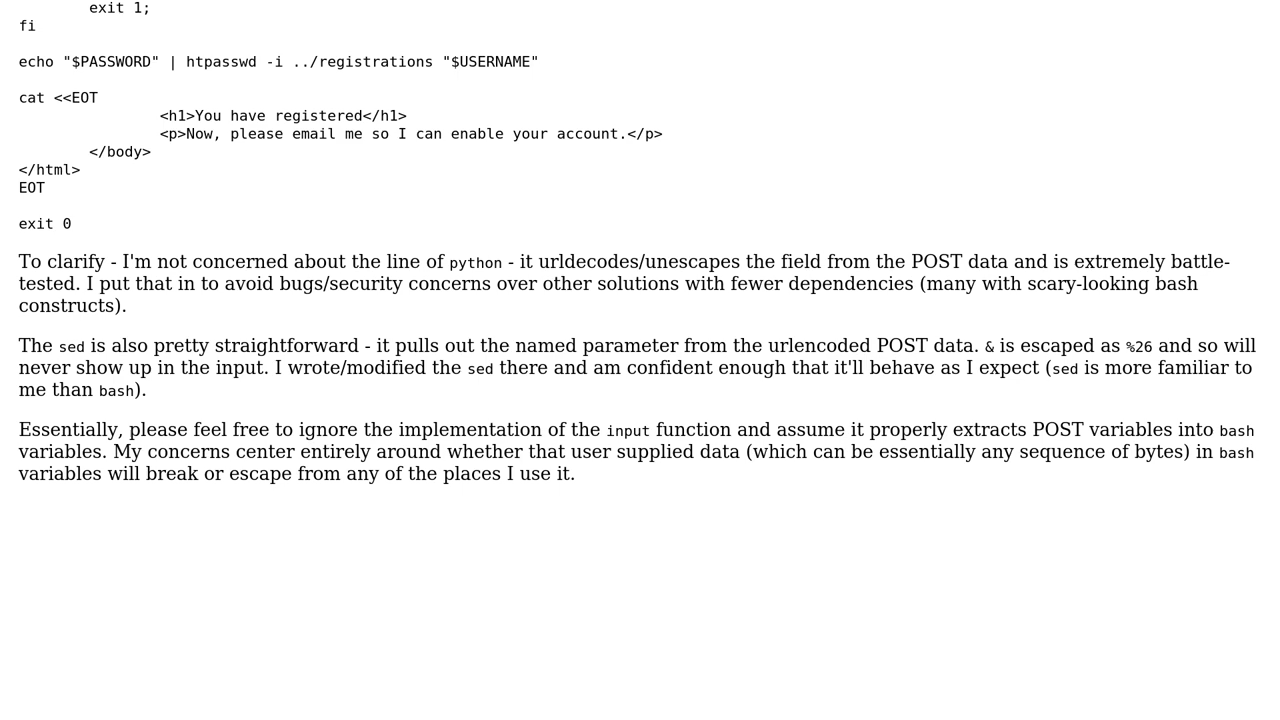 exit 1;
fi
echo "$PASSWORD" | htpasswd -i ../registrations "$USERNAME"
cat <<EOT
<h1>You have registered</h1>
<p>Now, please email me so I can enable your account.</p>
</body>
</html>
EOT
exit 0
To clarify - I'm not concerned about the line of python - it urldecodes/unescapes the field from the POST data and is extremely battle-
tested. I put that in to avoid bugs/security concerns over other solutions with fewer dependencies (many with scary-looking bash
constructs).
The sed is also pretty straightforward - it pulls out the named parameter from the urlencoded POST data. & is escaped as %26 and so will
never show up in the input. I wrote/modified the sed there and am confident enough that it'll behave as I expect (sed is more familiar to
me than bash).
Essentially, please feel free to ignore the implementation of the input function and assume it properly extracts POST variables into bash
variables. My concerns center entirely around whether that user supplied data (which can be essentially any sequence of bytes) in bash
variables will break or escape from any of the places I use it.